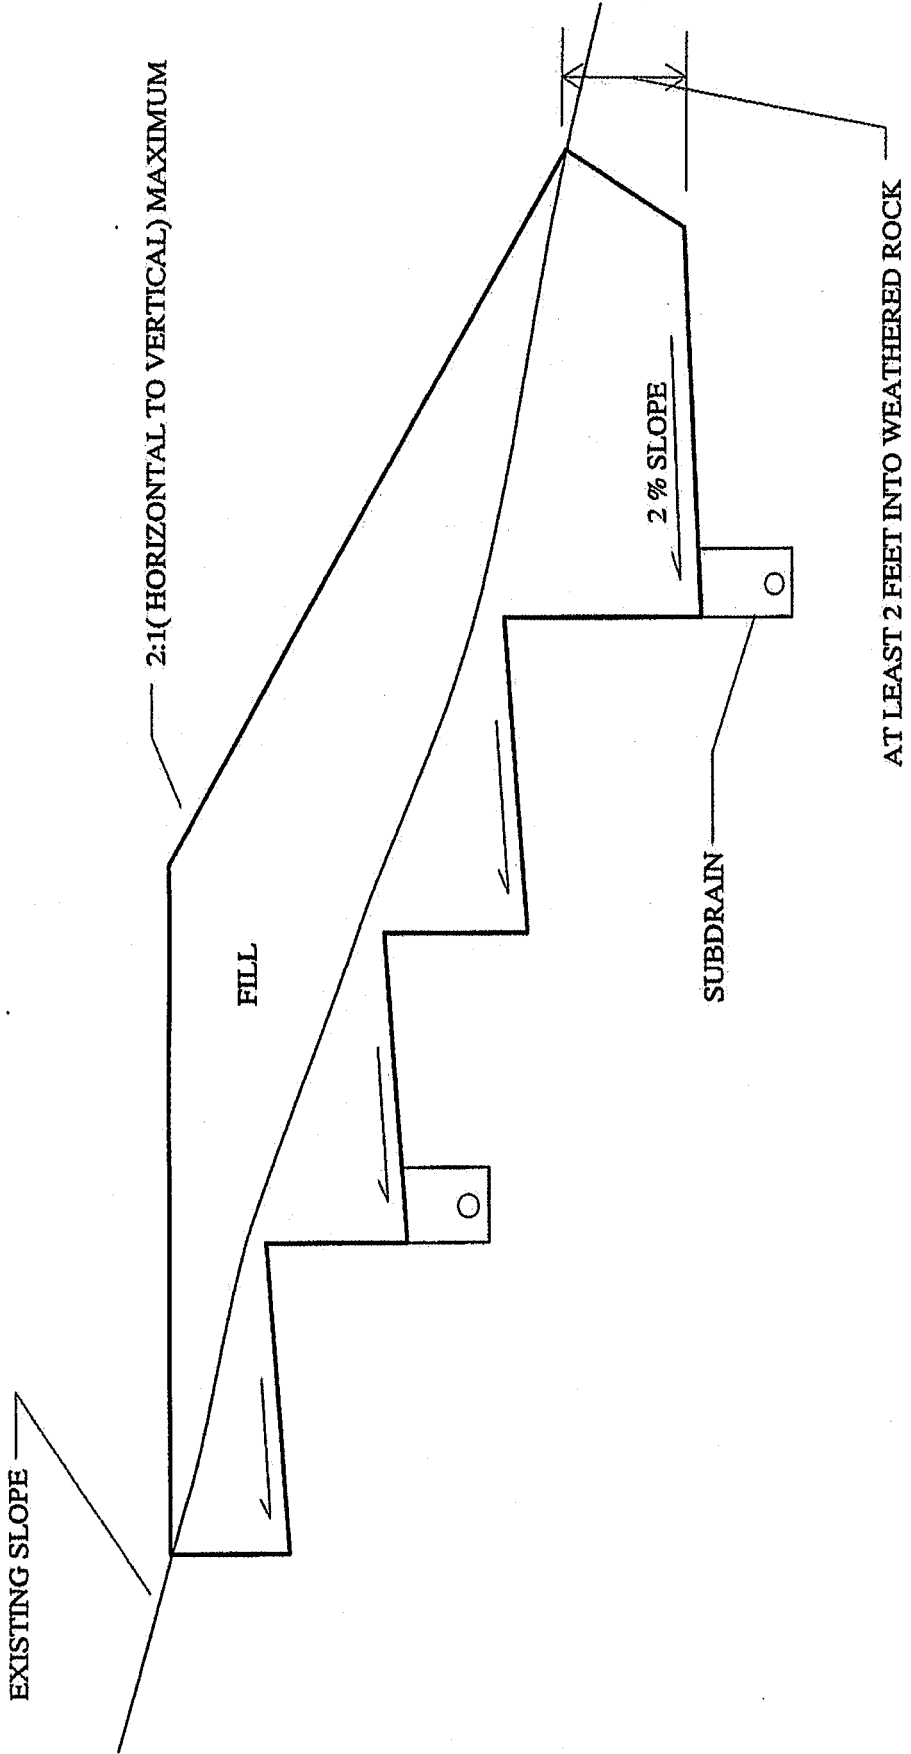 EXISTING SLOPE
2:1( HORIZONTAL TO VERTICAL) MAXIMUM
FILL
2 % SLOPE
SUBDRAIN
AT LEAST 2 FEET INTO WEATHERED ROCK